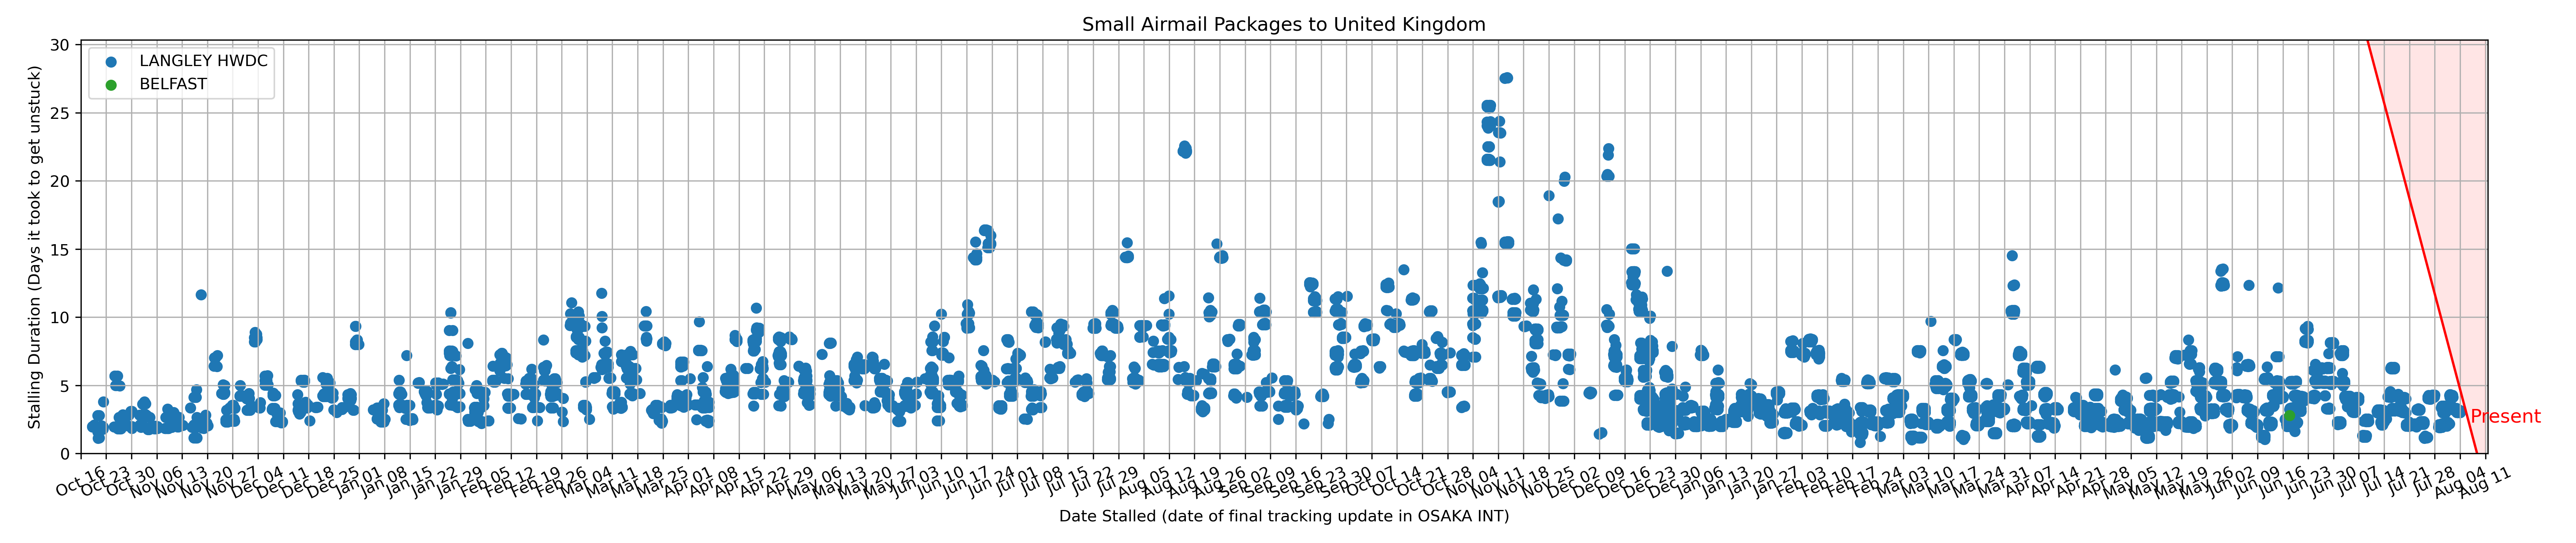 Small Airmail Packages to United Kingdom
LANGLEY HWDC
BELFAST
Stalling Duration (Days it took to get unstuck)
30
25
20
15
10
5
0
Present
Oct 16 Oct 23 Oct 30 Nov 06 Nov 13 Nov 20 Nov 27 Dec 04 Dec 11 Dec 18 Dec 25 Jan 01 Jan 08 Jan 15 Jan 22 Jan 29 Feb 05 Feb 12 Feb 19 Feb 26 Mar 04 Mar 11 Mar 18 Mar 25 Apr 01 Apr 08 Apr 15 Apr 22 Apr 29 May 06 May 13 May 20 May 27 Jun 03 Jun 10 Jun 17 Jun 24 Jul 01 Jul 08 Jul 15 Jul 22 Jul 29 Aug 05 Aug 12 Aug 19 Aug 26 Sep 02 Sep 09 Sep 16 Sep 23 Sep 30 Oct 07 Oct 14 Oct 21 Oct 28 Nov 04 Nov 11 Nov 18 Nov 25 Dec 02 Dec 09 Dec 16 Dec 23 Dec 30 Jan 06 Jan 13 Jan 20 Jan 27 Feb 03 Feb 10 Feb 17 Feb 24 Mar 03 Mar 10 Mar 17 Mar 24 Mar 31 Apr 07 Apr 14 Apr 21 Apr 28 May 05 May 12 May 19 May 26 Jun 02 Jun 09 Jun 16 Jun 23 Jun 30 Jul 07 Jul 14 Jul 21 Jul 28 Aug 04 Aug 11
Date Stalled (date of final tracking update in OSAKA INT)